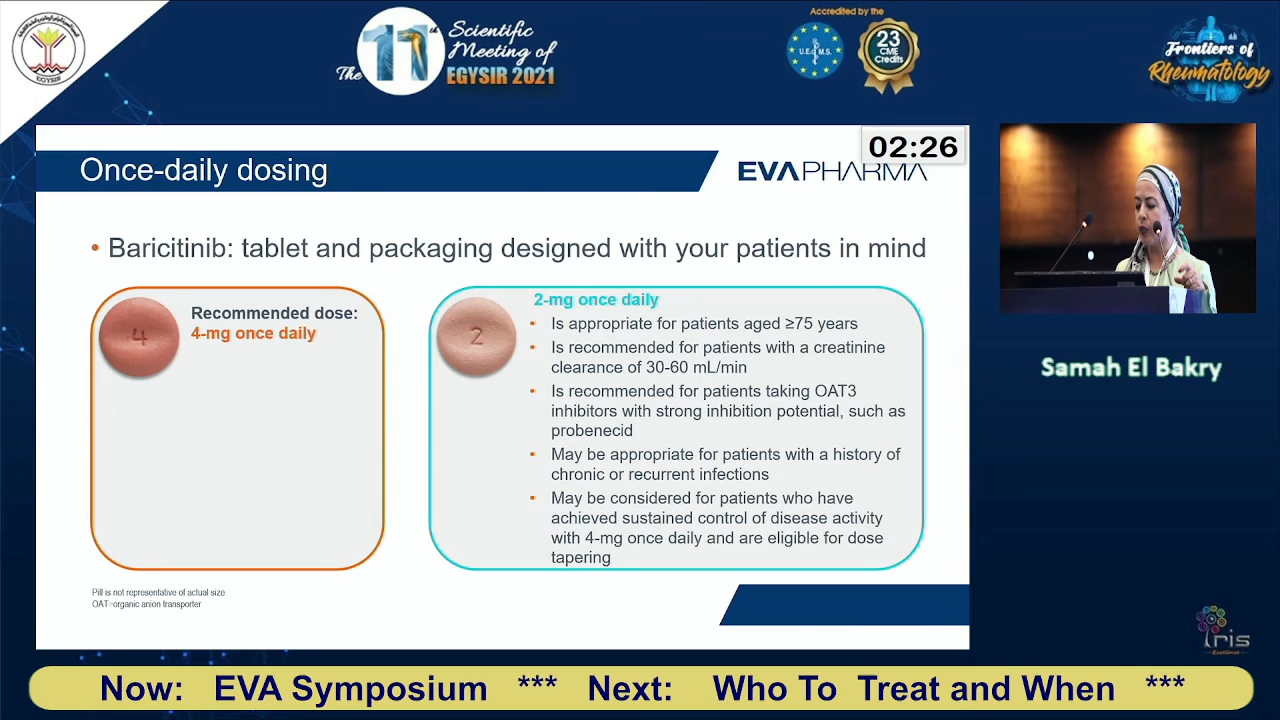 The 11th
Scientific
Meeting of
EGYSIR 2021
Accredited by the
U.E.M.S.
23
CME
Credits
Frontiers of
Rheumatology
EGYSIR
02:26
Once-daily dosing
EVAPHARMA
• Baricitinib: tablet and packaging designed with your patients in mind
4
Recommended dose:
4-mg once daily
2
2-mg once daily
• Is appropriate for patients aged ≥75 years
• Is recommended for patients with a creatinine
clearance of 30-60 mL/min
• Is recommended for patients taking OAT3
inhibitors with strong inhibition potential, such as
probenecid
• May be appropriate for patients with a history of
chronic or recurrent infections
• May be considered for patients who have
achieved sustained control of disease activity
with 4-mg once daily and are eligible for dose
tapering
Pill is not representative of actual size
OAT=organic anion transporter
Samah El Bakry
Iris
Now: EVA Symposium *** Next: Who To Treat and When ***